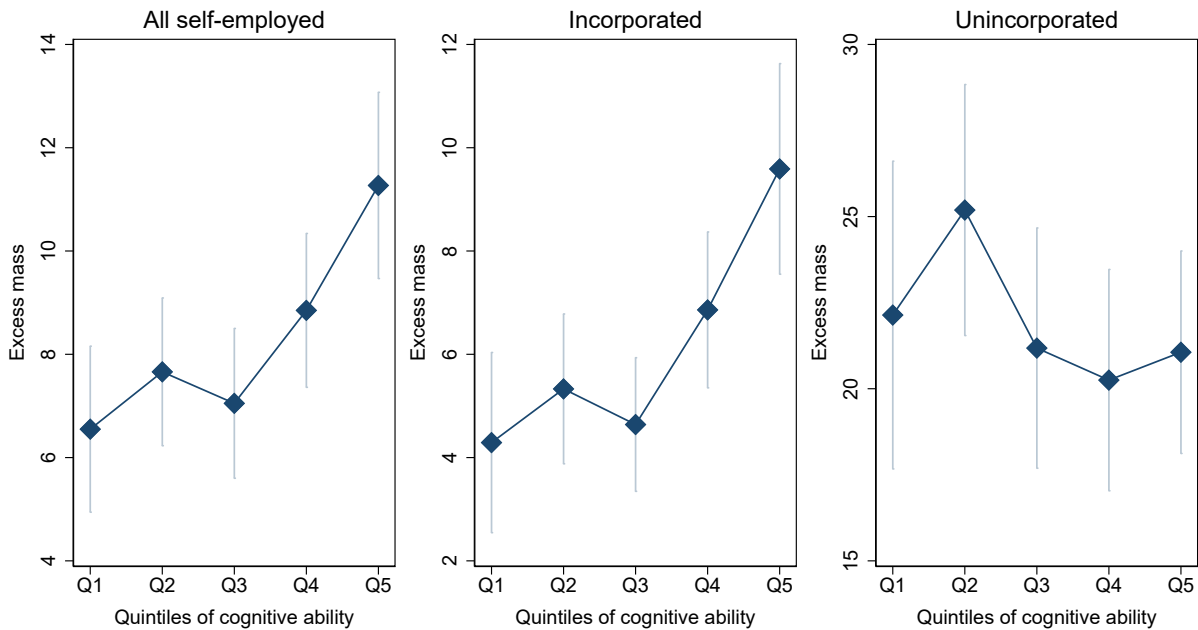 All self-employed
Excess mass
14
12
10
8
6
4
Q1 Q2 Q3 Q4 Q5
Quintiles of cognitive ability
Incorporated
Excess mass
12
10
8
6
4
2
Q1 Q2 Q3 Q4 Q5
Quintiles of cognitive ability
Unincorporated
Excess mass
30
25
20
15
Q1 Q2 Q3 Q4 Q5
Quintiles of cognitive ability